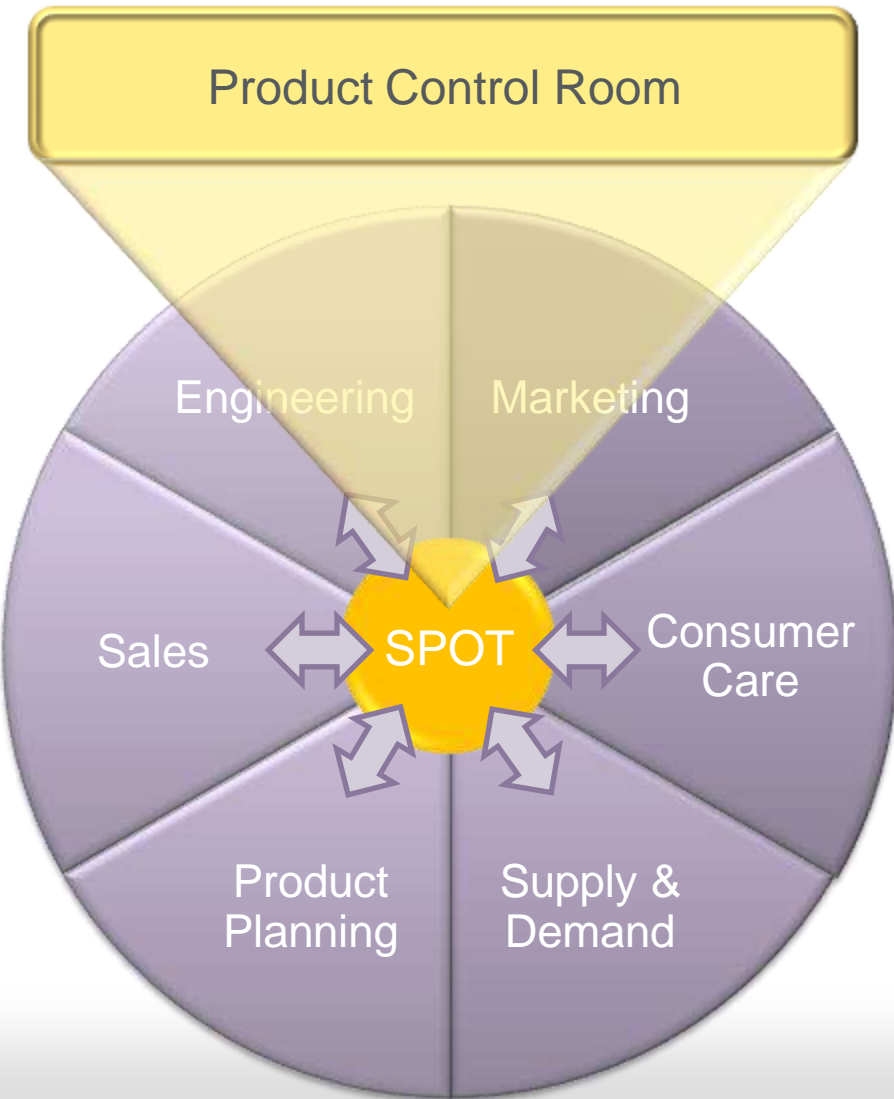 Product Control Room
Engineering
Marketing
Sales
SPOT
Consumer
Care
Product
Planning
Supply &
Demand